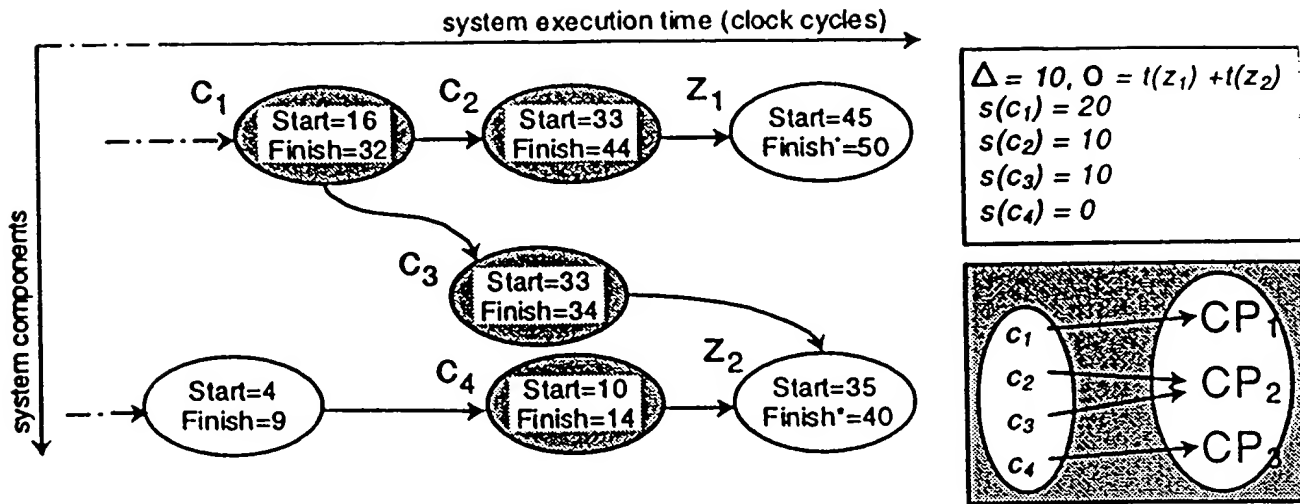 system execution time (clock cycles)
system components
C1
Start=16
Finish=32
C2
Start=33
Finish=44
Z1
Start=45
Finish*=50
C3
Start=33
Finish=34
Start=4
Finish=9
C4
Start=10
Finish=14
Z2
Start=35
Finish*=40
Δ = 10, O = t(z1) +t(z2)
s(c1) = 20
s(c2) = 10
s(c3) = 10
s(c4) = 0
c1
c2
c3
c4
CP1
CP2
CP3